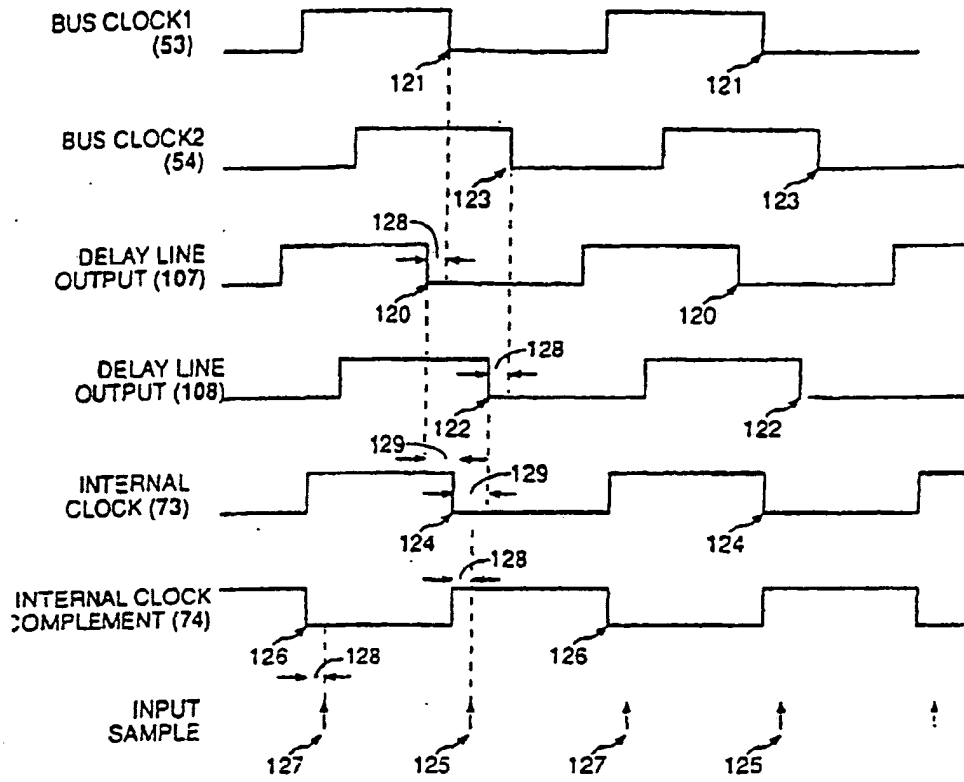 BUS CLOCK1
(53)
121
121
BUS CLOCK2
(54)
123
123
128
DELAY LINE
OUTPUT (107)
120
120
128
DELAY LINE
OUTPUT (108)
122
122
129
129
INTERNAL
CLOCK (73)
124
124
128
INTERNAL CLOCK
COMPLEMENT (74)
126
126
128
INPUT
SAMPLE
127
125
127
125